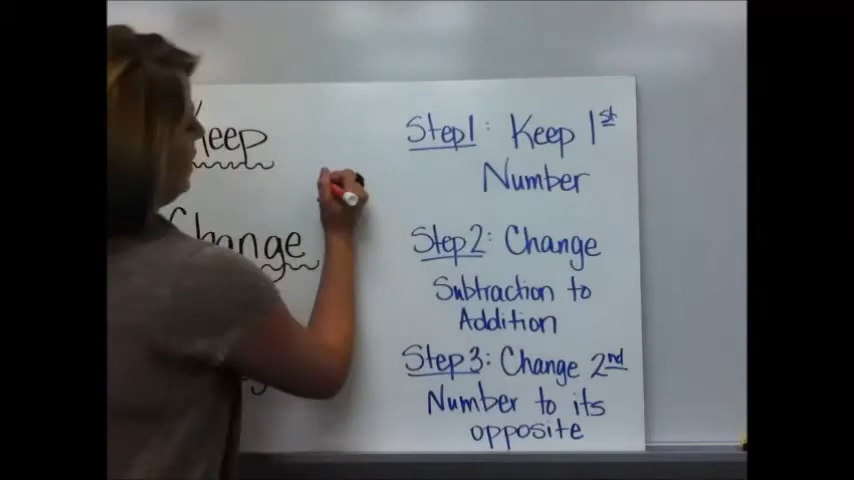 Keep
Change
Step1: Keep 1st
Number
Step2: Change
Subtraction to
Addition
Step3: Change 2nd
Number to its
opposite